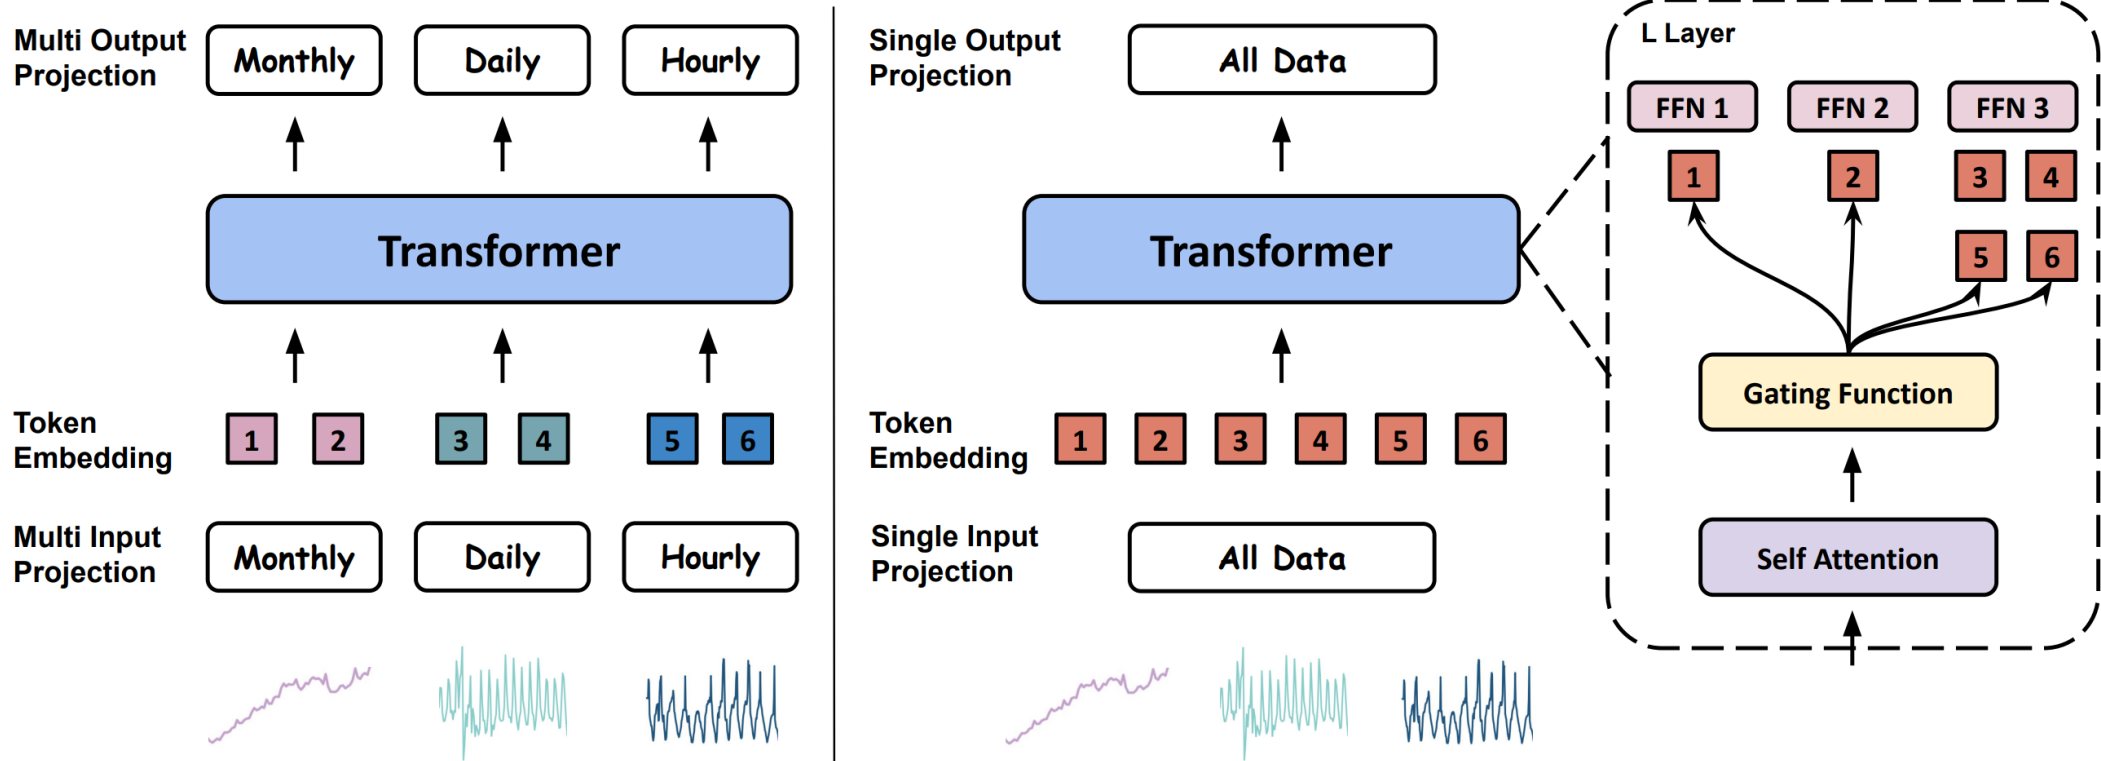 Multi Output
Projection
Monthly
Daily
Hourly
Transformer
Token
Embedding
1
2
3
4
5
6
Multi Input
Projection
Monthly
Daily
Hourly
Single Output
Projection
All Data
Transformer
Token
Embedding
1
2
3
4
5
6
Single Input
Projection
All Data
L Layer
FFN 1
FFN 2
FFN 3
1
2
3
4
5
6
Gating Function
Self Attention